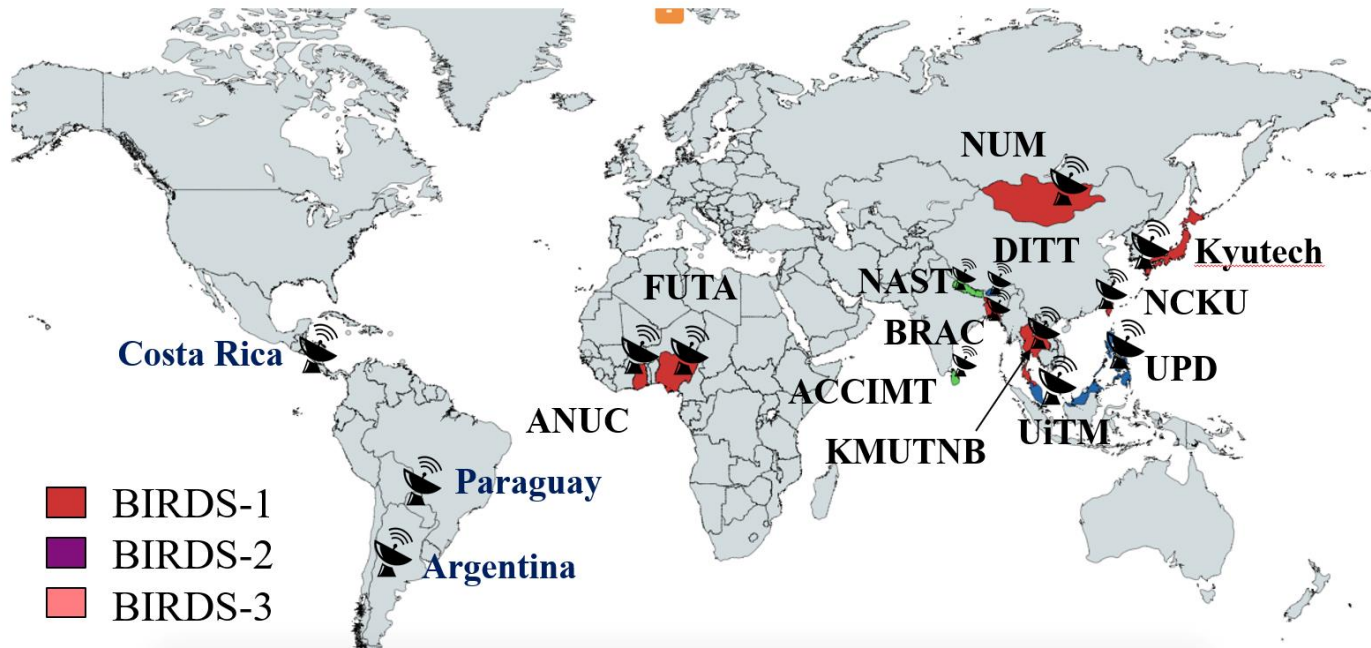 NUM
DITT
Kyutech
FUTA
NAST
NCKU
BRAC
Costa Rica
UPD
ACCIMT
ANUC
UiTM
KMUTNB
Paraguay
BIRDS-1
BIRDS-2
Argentina
BIRDS-3